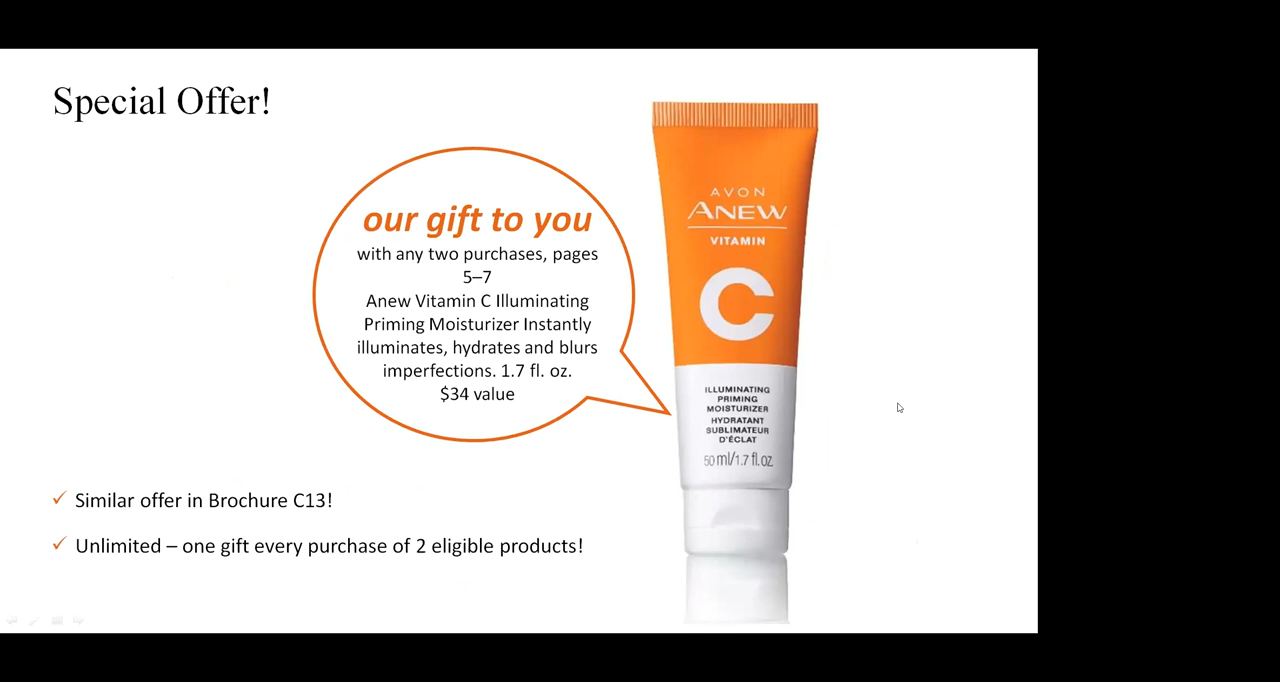 Special Offer!
our gift to you
with any two purchases, pages
5–7
Anew Vitamin C Illuminating
Priming Moisturizer Instantly
illuminates, hydrates and blurs
imperfections. 1.7 fl. oz.
$34 value
AVON
ANEW
VITAMIN
C
ILLUMINATING
PRIMING
MOISTURIZER
HYDRATANT
SUBLIMATEUR
D'ÉCLAT
50 ml/1.7 fl.oz.
Similar offer in Brochure C13!
Unlimited – one gift every purchase of 2 eligible products!